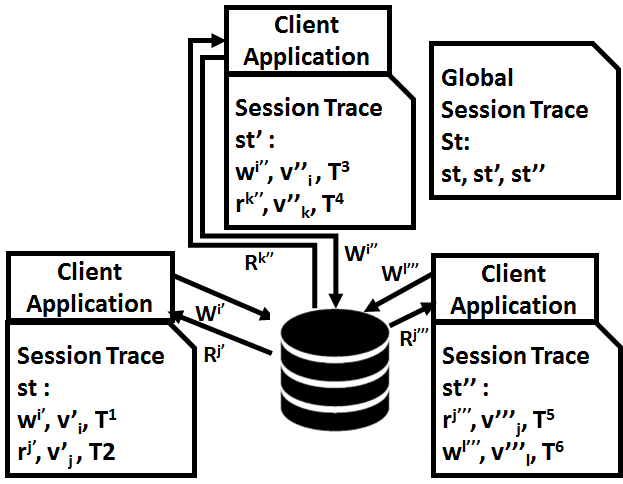 Client
Application
Session Trace
st’ :
wⁱ’’, v’’ᵢ, T³
rᵏ’’, v’’ₖ, T⁴
Global
Session Trace
St:
st, st’, st’’
Rᵏ’’
Wⁱ’’
Wˡ’’’
Client
Application
Wⁱ’
Rʲ’
Session Trace
st :
wⁱ’, v’ᵢ, T¹
rʲ’, v’ⱼ, T2
Client
Application
Rʲ’’’
Session Trace
st’’ :
rʲ’’’, v’’’ⱼ, T⁵
wˡ’’’, v’’’ₗ, T⁶